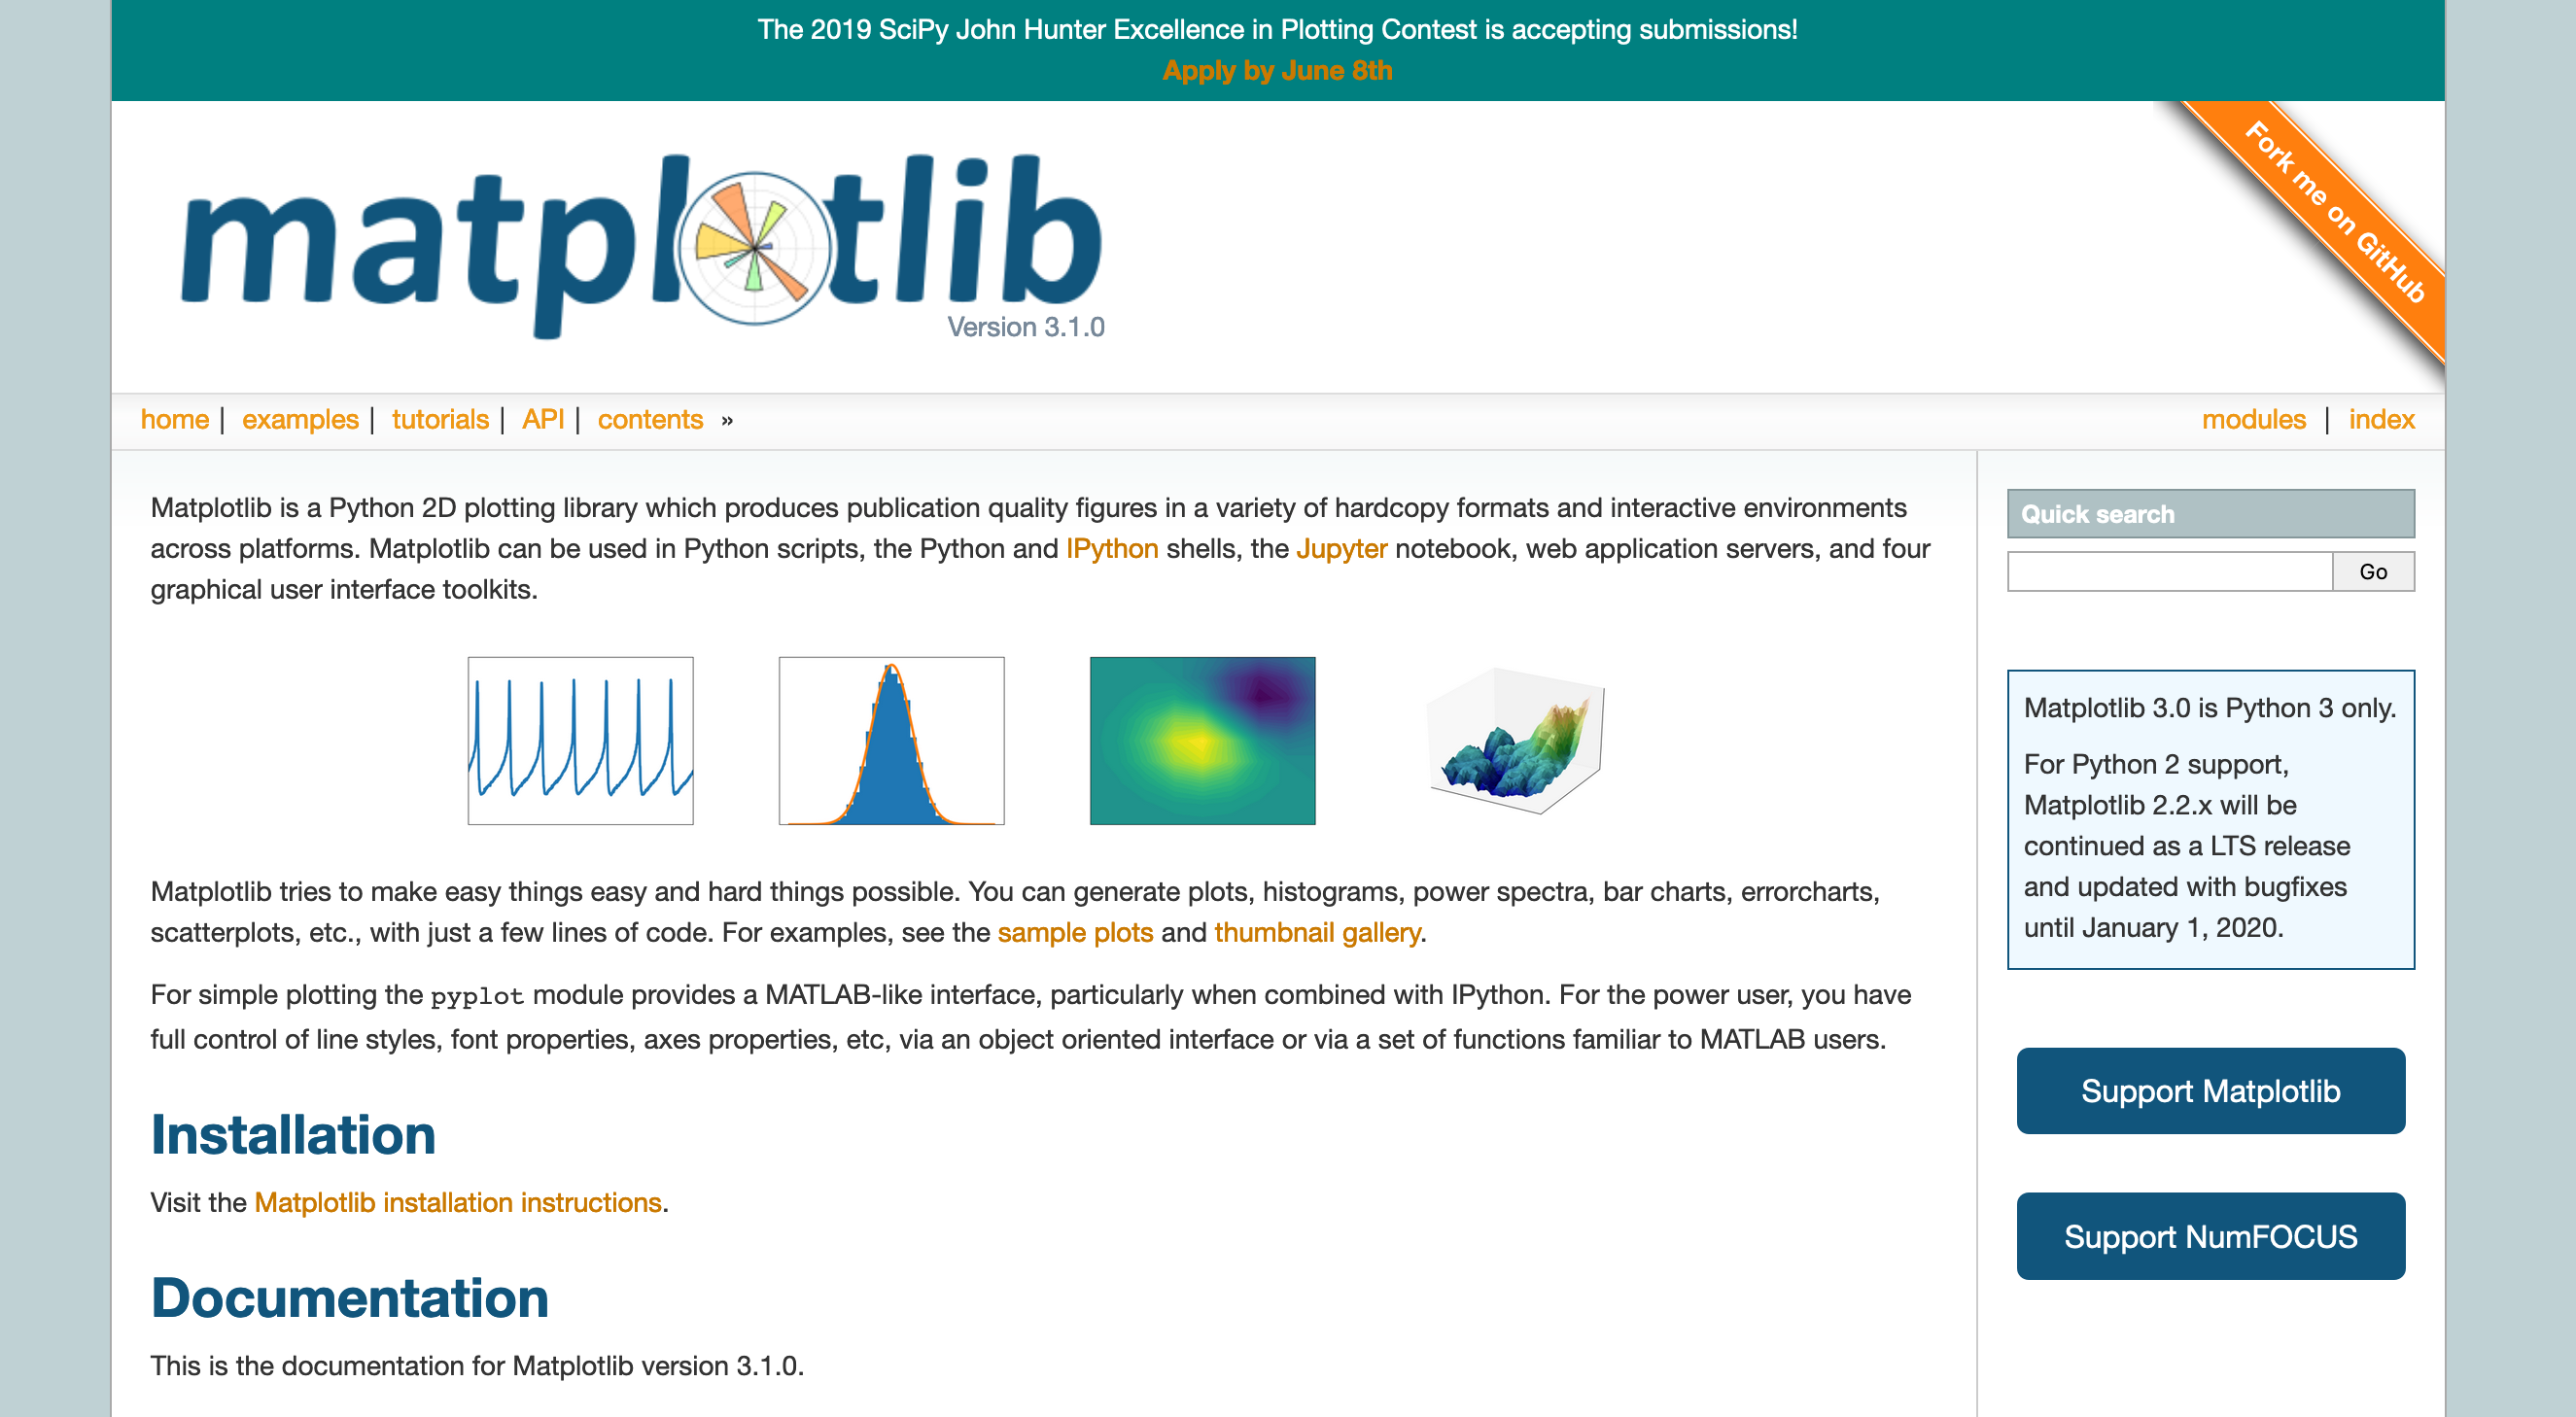 The 2019 SciPy John Hunter Excellence in Plotting Contest is accepting submissions!
Apply by June 8th
matplotlib
Version 3.1.0
Fork me on GitHub
home | examples | tutorials | API | contents »
modules | index
Matplotlib is a Python 2D plotting library which produces publication quality figures in a variety of hardcopy formats and interactive environments
across platforms. Matplotlib can be used in Python scripts, the Python and IPython shells, the Jupyter notebook, web application servers, and four
graphical user interface toolkits.
Matplotlib tries to make easy things easy and hard things possible. You can generate plots, histograms, power spectra, bar charts, errorcharts,
scatterplots, etc., with just a few lines of code. For examples, see the sample plots and thumbnail gallery.
For simple plotting the pyplot module provides a MATLAB-like interface, particularly when combined with IPython. For the power user, you have
full control of line styles, font properties, axes properties, etc, via an object oriented interface or via a set of functions familiar to MATLAB users.
Installation
Visit the Matplotlib installation instructions.
Documentation
This is the documentation for Matplotlib version 3.1.0.
Quick search
Go
Matplotlib 3.0 is Python 3 only.
For Python 2 support,
Matplotlib 2.2.x will be
continued as a LTS release
and updated with bugfixes
until January 1, 2020.
Support Matplotlib
Support NumFOCUS